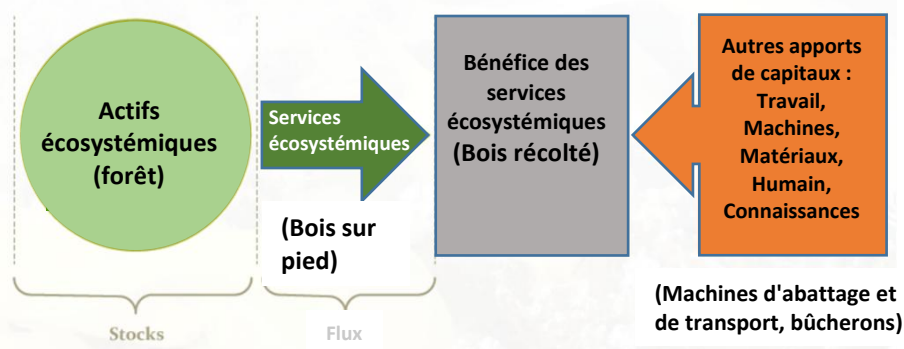 Actifs
écosystémiques
(forêt)
Services
écosystémiques
(Bois sur
pied)
Bénéfice des
services
écosystémiques
(Bois récolté)
Autres apports
de capitaux :
Travail,
Machines,
Matériaux,
Humain,
Connaissances
(Machines d'abattage et
de transport, bûcherons)
Stocks
Flux